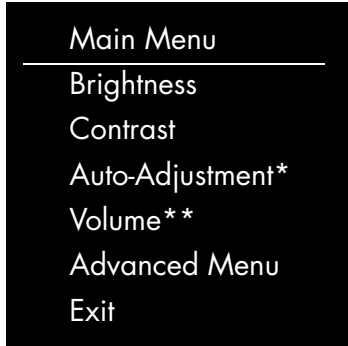 Main Menu
Brightness
Contrast
Auto-Adjustment*
Volume**
Advanced Menu
Exit